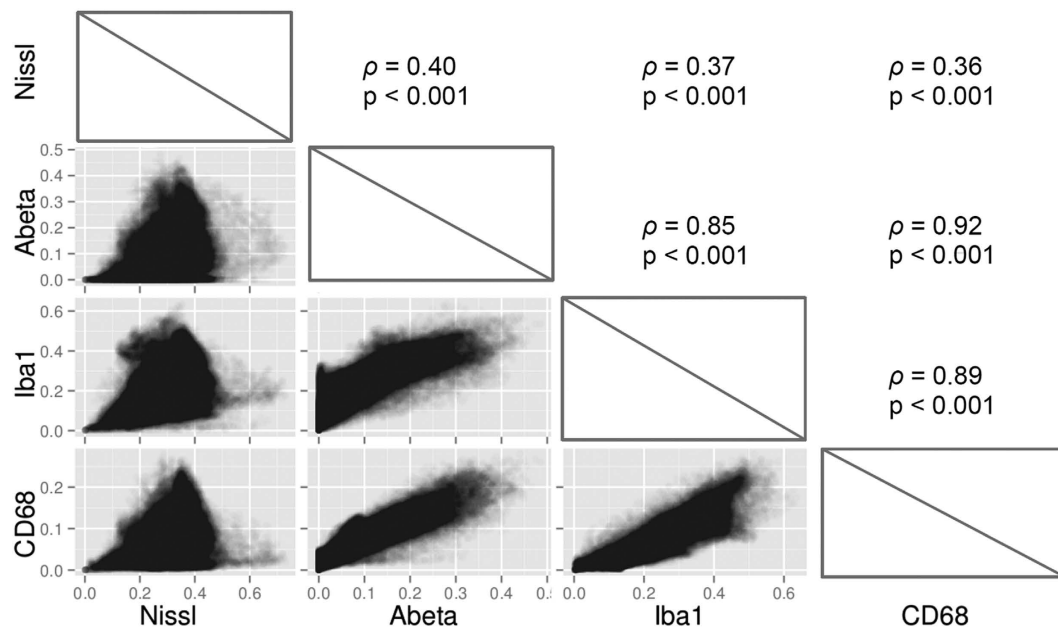 Nissl
ρ = 0.40
p < 0.001
ρ = 0.37
p < 0.001
ρ = 0.36
p < 0.001
Abeta
0.5
0.4
0.3
0.2
0.1
0.0
ρ = 0.85
p < 0.001
ρ = 0.92
p < 0.001
Iba1
0.6
0.4
0.2
0.0
ρ = 0.89
p < 0.001
CD68
0.2
0.1
0.0
0.0 0.2 0.4 0.6
0.0 0.1 0.2 0.3 0.4 0.
0.0 0.2 0.4 0.6
Nissl Abeta Iba1 CD68